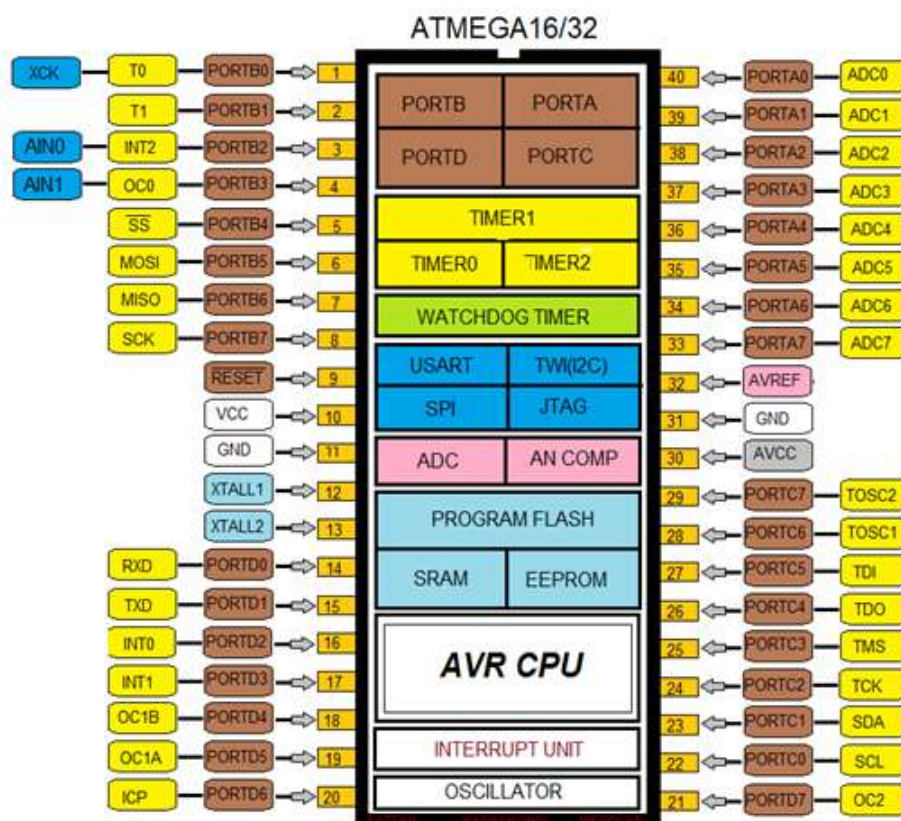 ATMEGA16/32
XCK T0 PORTB0 1
T1 PORTB1 2
AIN0 INT2 PORTB2 3
AIN1 OC0 PORTB3 4
SS PORTB4 5
MOSI PORTB5 6
MISO PORTB6 7
SCK PORTB7 8
RESET 9
VCC 10
GND 11
XTALL1 12
XTALL2 13
RXD PORTD0 14
TXD PORTD1 15
INT0 PORTD2 16
INT1 PORTD3 17
OC1B PORTD4 18
OC1A PORTD5 19
ICP PORTD6 20
PORTB PORTA
PORTD PORTC
TIMER1
TIMER0 TIMER2
WATCHDOG TIMER
USART TWI(I2C)
SPI JTAG
ADC AN COMP
PROGRAM FLASH
SRAM EEPROM
AVR CPU
INTERRUPT UNIT
OSCILLATOR
40 PORTA0 ADC0
39 PORTA1 ADC1
38 PORTA2 ADC2
37 PORTA3 ADC3
36 PORTA4 ADC4
35 PORTA5 ADC5
34 PORTA6 ADC6
33 PORTA7 ADC7
32 AVREF
31 GND
30 AVCC
29 PORTC7 TOSC2
28 PORTC6 TOSC1
27 PORTC5 TDI
26 PORTC4 TDO
25 PORTC3 TMS
24 PORTC2 TCK
23 PORTC1 SDA
22 PORTC0 SCL
21 PORTD7 OC2